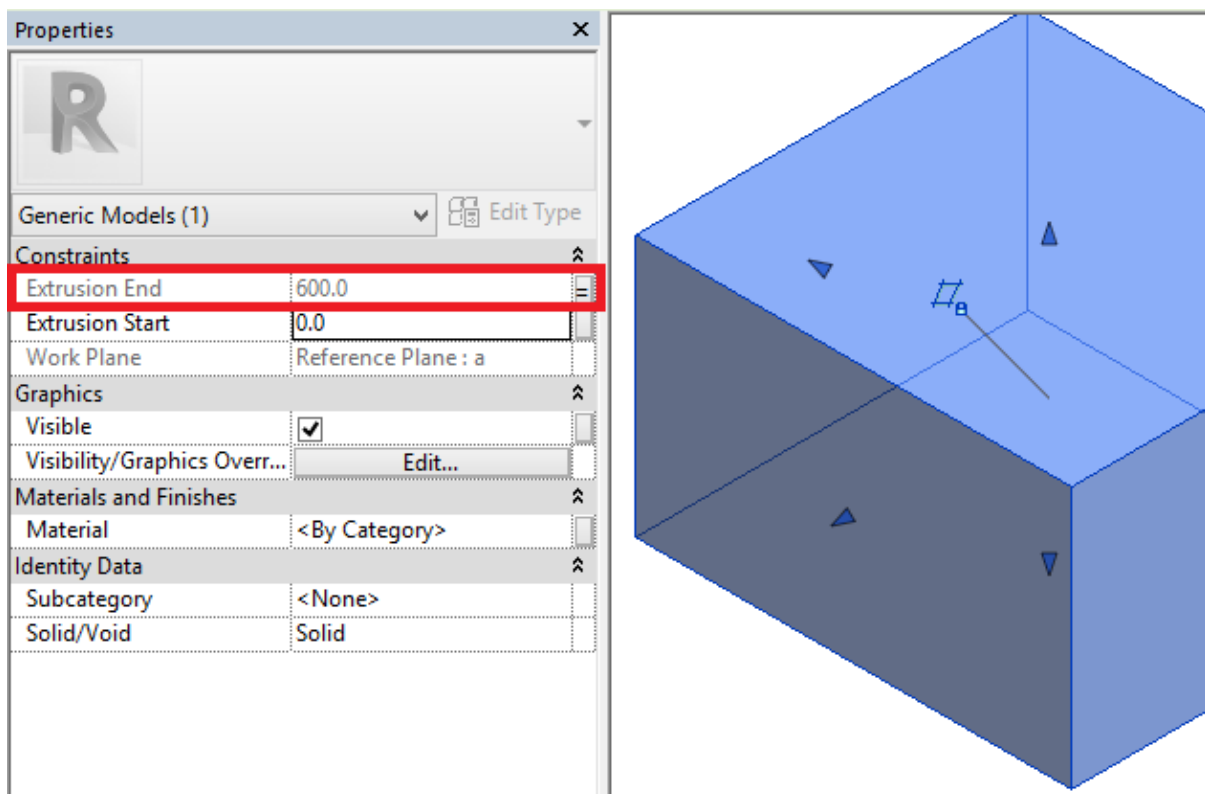 Properties
R
Generic Models (1) Edit Type
Constraints
Extrusion End 600.0 =
Extrusion Start 0.0
Work Plane Reference Plane : a
Graphics
Visible
Visibility/Graphics Overr... Edit...
Materials and Finishes
Material <By Category>
Identity Data
Subcategory <None>
Solid/Void Solid